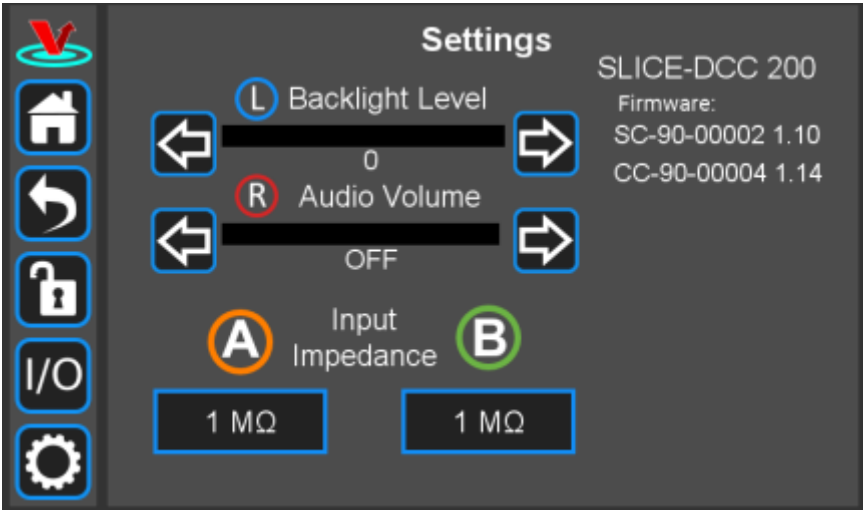 Settings
SLICE-DCC 200
Firmware:
SC-90-00002 1.10
CC-90-00004 1.14
L Backlight Level
0
R Audio Volume
OFF
A Input Impedance B
1 MΩ 1 MΩ
I/O